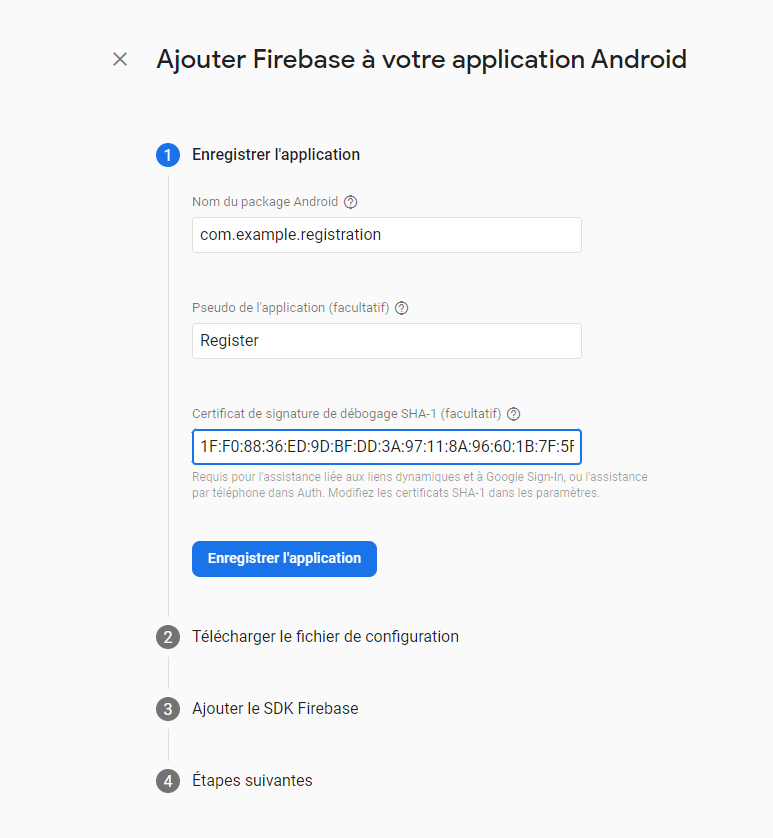 Ajouter Firebase à votre application Android
1 Enregistrer l'application
Nom du package Android
com.example.registration
Pseudo de l'application (facultatif)
Register
Certificat de signature de débogage SHA-1 (facultatif)
1F:F0:88:36:ED:9D:BF:DD:3A:97:11:8A:96:60:1B:7F:5F
Requis pour l'assistance liée aux liens dynamiques et à Google Sign-In, ou l'assistance
par téléphone dans Auth. Modifiez les certificats SHA-1 dans les paramètres.
Enregistrer l'application
2 Télécharger le fichier de configuration
3 Ajouter le SDK Firebase
4 Étapes suivantes